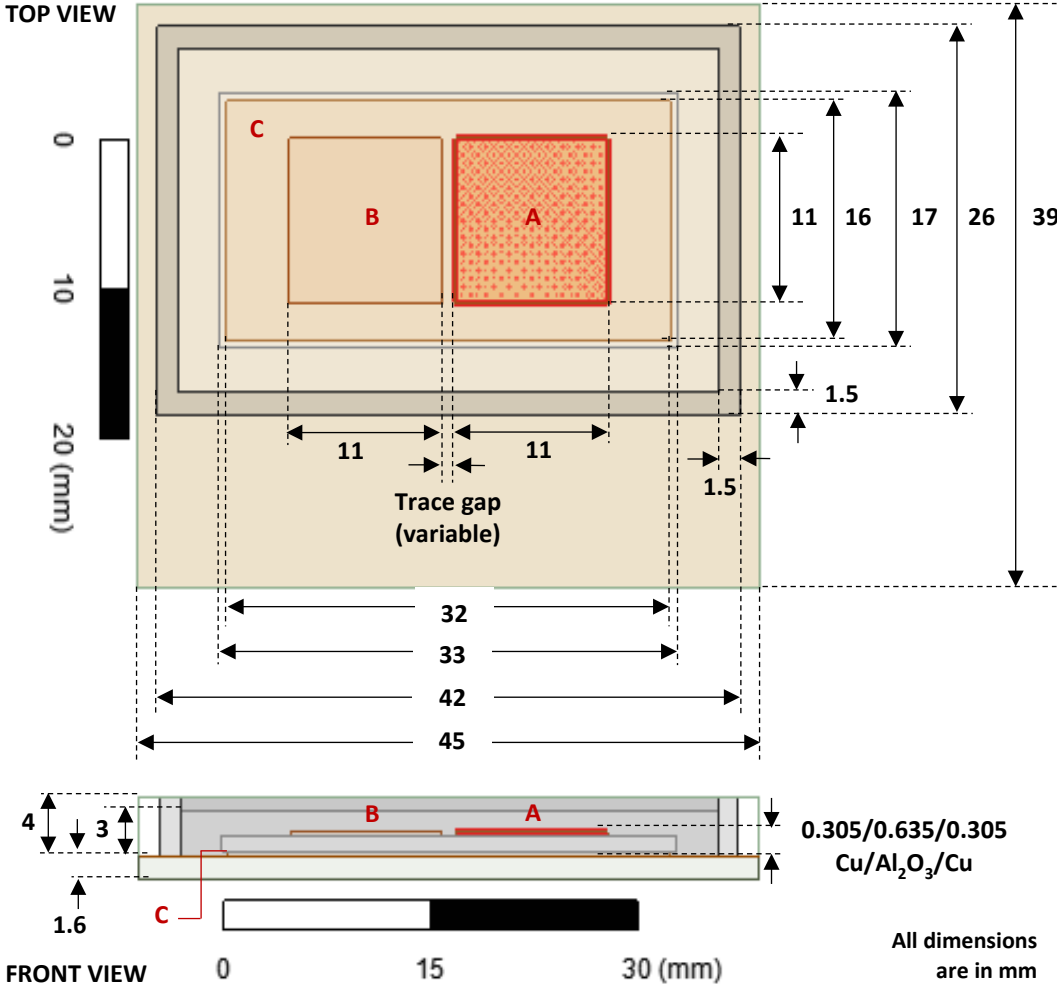 TOP VIEW
C
B
A
0
10
20 (mm)
11
16
17
26
39
1.5
1.5
11
11
Trace gap
(variable)
32
33
42
45
4
3
B
A
0.305/0.635/0.305
Cu/Al₂O₃/Cu
C
1.6
FRONT VIEW
0
15
30 (mm)
All dimensions
are in mm